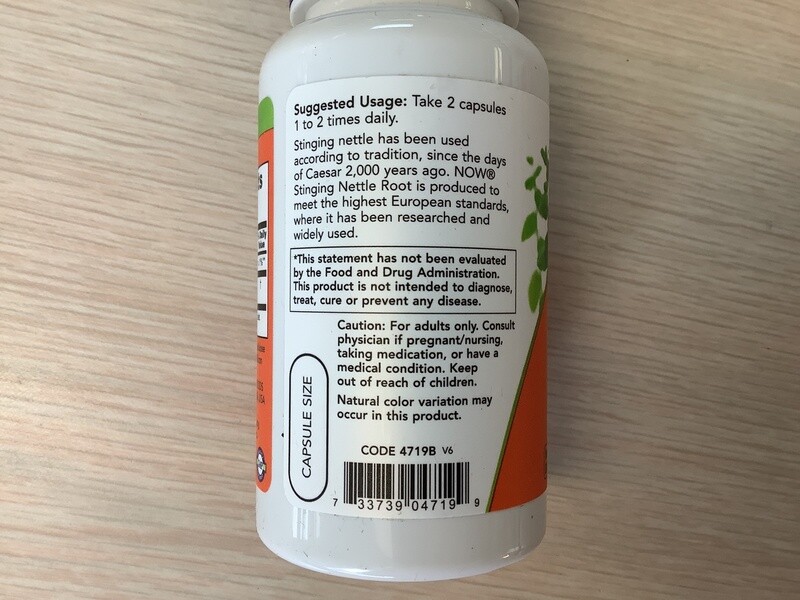 Suggested Usage: Take 2 capsules
1 to 2 times daily.
Stinging nettle has been used
according to tradition, since the days
of Caesar 2,000 years ago. NOW®
Stinging Nettle Root is produced to
meet the highest European standards,
where it has been researched and
widely used.
*This statement has not been evaluated
by the Food and Drug Administration.
This product is not intended to diagnose,
treat, cure or prevent any disease.
Caution: For adults only. Consult
physician if pregnant/nursing,
taking medication, or have a
medical condition. Keep
out of reach of children.
Natural color variation may
occur in this product.
CAPSULE SIZE
CODE 4719B V6
7 33739 04719 9